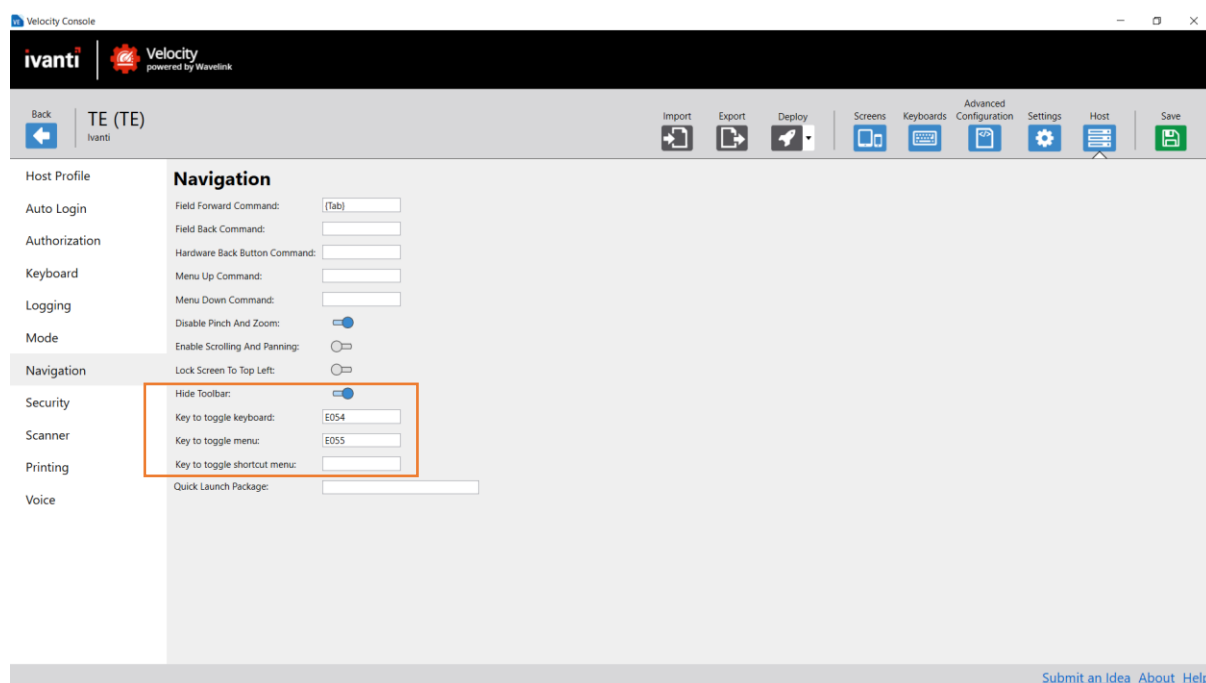 Velocity Console
ivanti
Velocity
powered by Wavelink
Back
TE (TE)
Ivanti
Import
Export
Deploy
Screens
Keyboards
Advanced
Configuration
Settings
Host
Save
Host Profile
Auto Login
Authorization
Keyboard
Logging
Mode
Navigation
Security
Scanner
Printing
Voice
Navigation
Field Forward Command: {Tab}
Field Back Command:
Hardware Back Button Command:
Menu Up Command:
Menu Down Command:
Disable Pinch And Zoom:
Enable Scrolling And Panning:
Lock Screen To Top Left:
Hide Toolbar:
Key to toggle keyboard: E054
Key to toggle menu: E055
Key to toggle shortcut menu:
Quick Launch Package:
Submit an Idea About Help